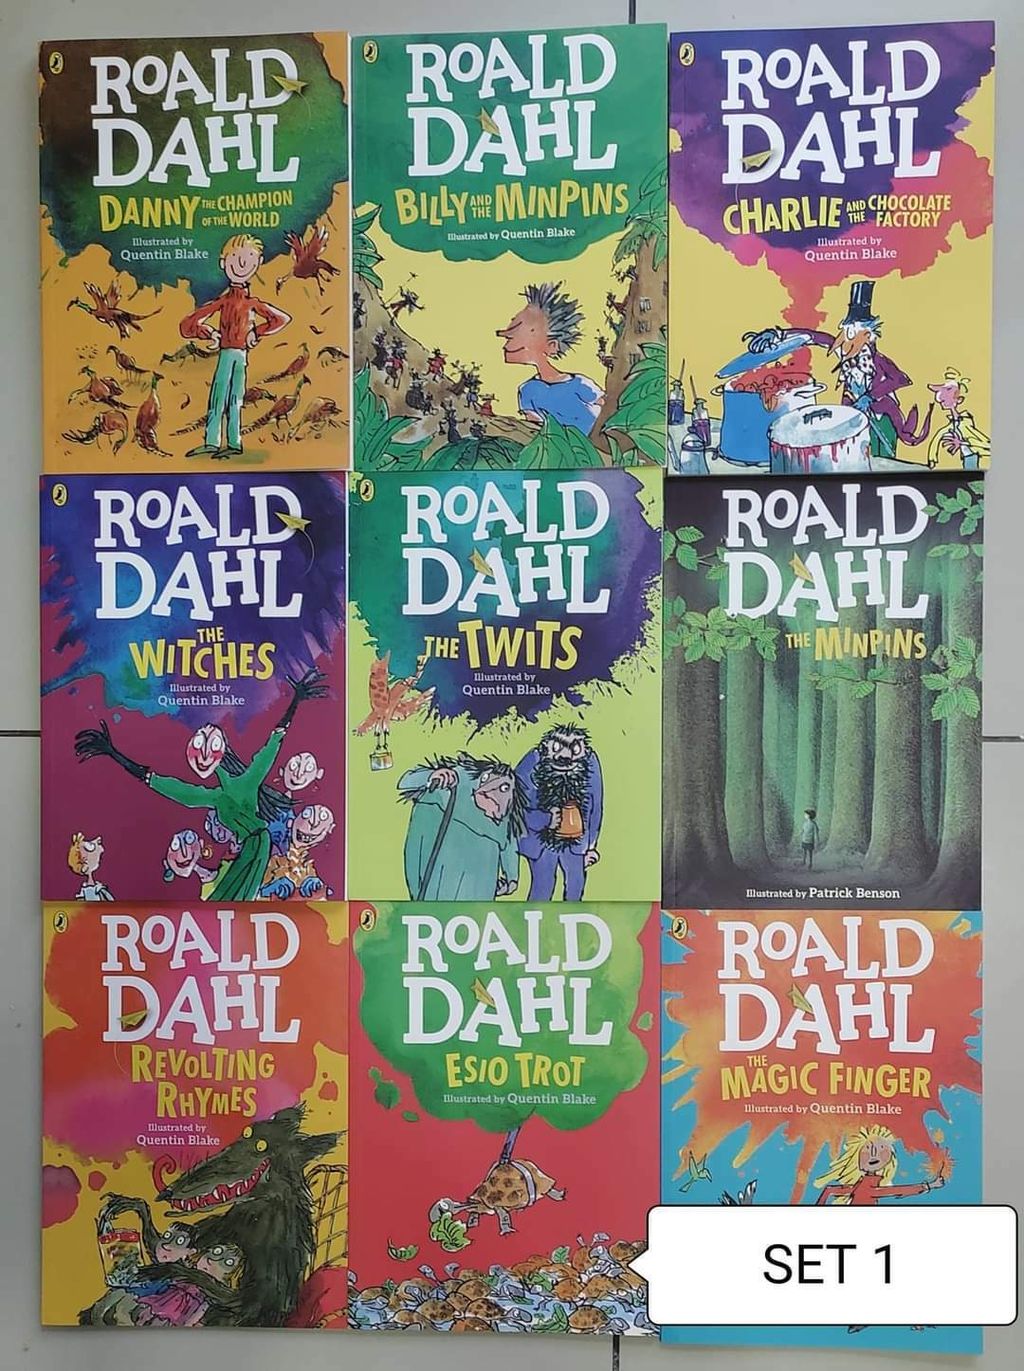 ROALD
DAHL
DANNY THE CHAMPION
OF THE WORLD
Illustrated by
Quentin Blake
ROALD
DAHL
BILLY AND THE MINPINS
Illustrated by Quentin Blake
ROALD
DAHL
CHARLIE AND THE CHOCOLATE
FACTORY
Illustrated by
Quentin Blake
ROALD
DAHL
THE
WITCHES
Illustrated by
Quentin Blake
ROALD
DAHL
THE TWITS
Illustrated by
Quentin Blake
ROALD
DAHL
THE MINPINS
Illustrated by Patrick Benson
ROALD
DAHL
REVOLTING
RHYMES
Illustrated by
Quentin Blake
ROALD
DAHL
ESIO TROT
Illustrated by Quentin Blake
ROALD
DAHL
THE
MAGIC FINGER
Illustrated by Quentin Blake
SET 1